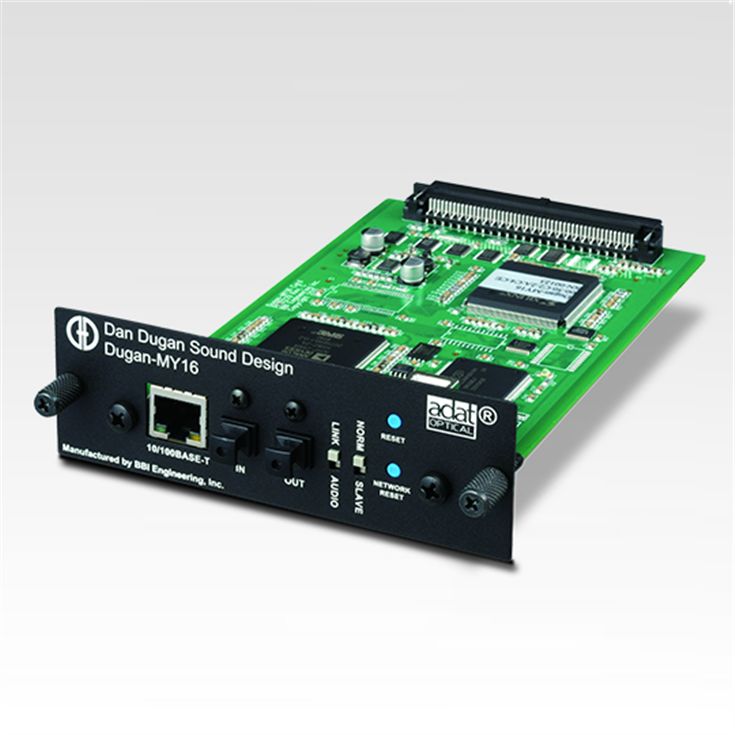 Dan Dugan Sound Design
Dugan-MY16
10/100BASE-T
Manufactured by BBI Engineering, Inc.
IN
OUT
LINK
AUDIO
NORM
SLAVE
RESET
NETWORK
RESET
adat®
OPTICAL